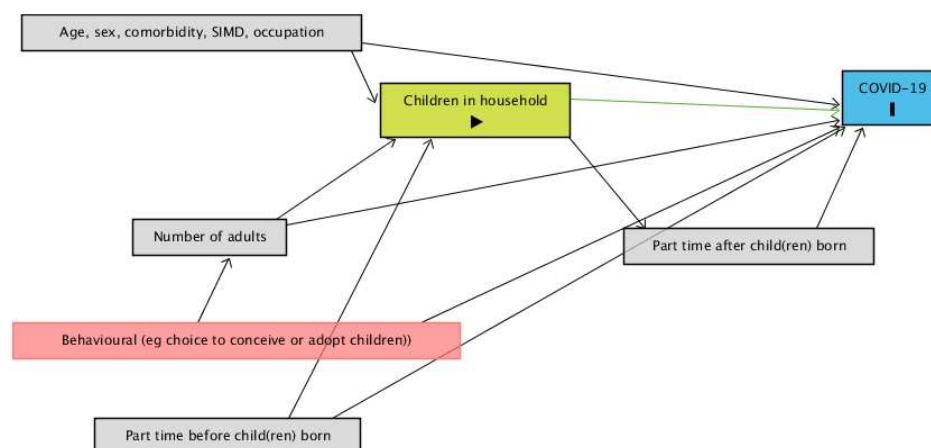 Age, sex, comorbidity, SIMD, occupation
COVID-19
Children in household
Number of adults
Part time after child(ren) born
Behavioural (eg choice to conceive or adopt children))
Part time before child(ren) born